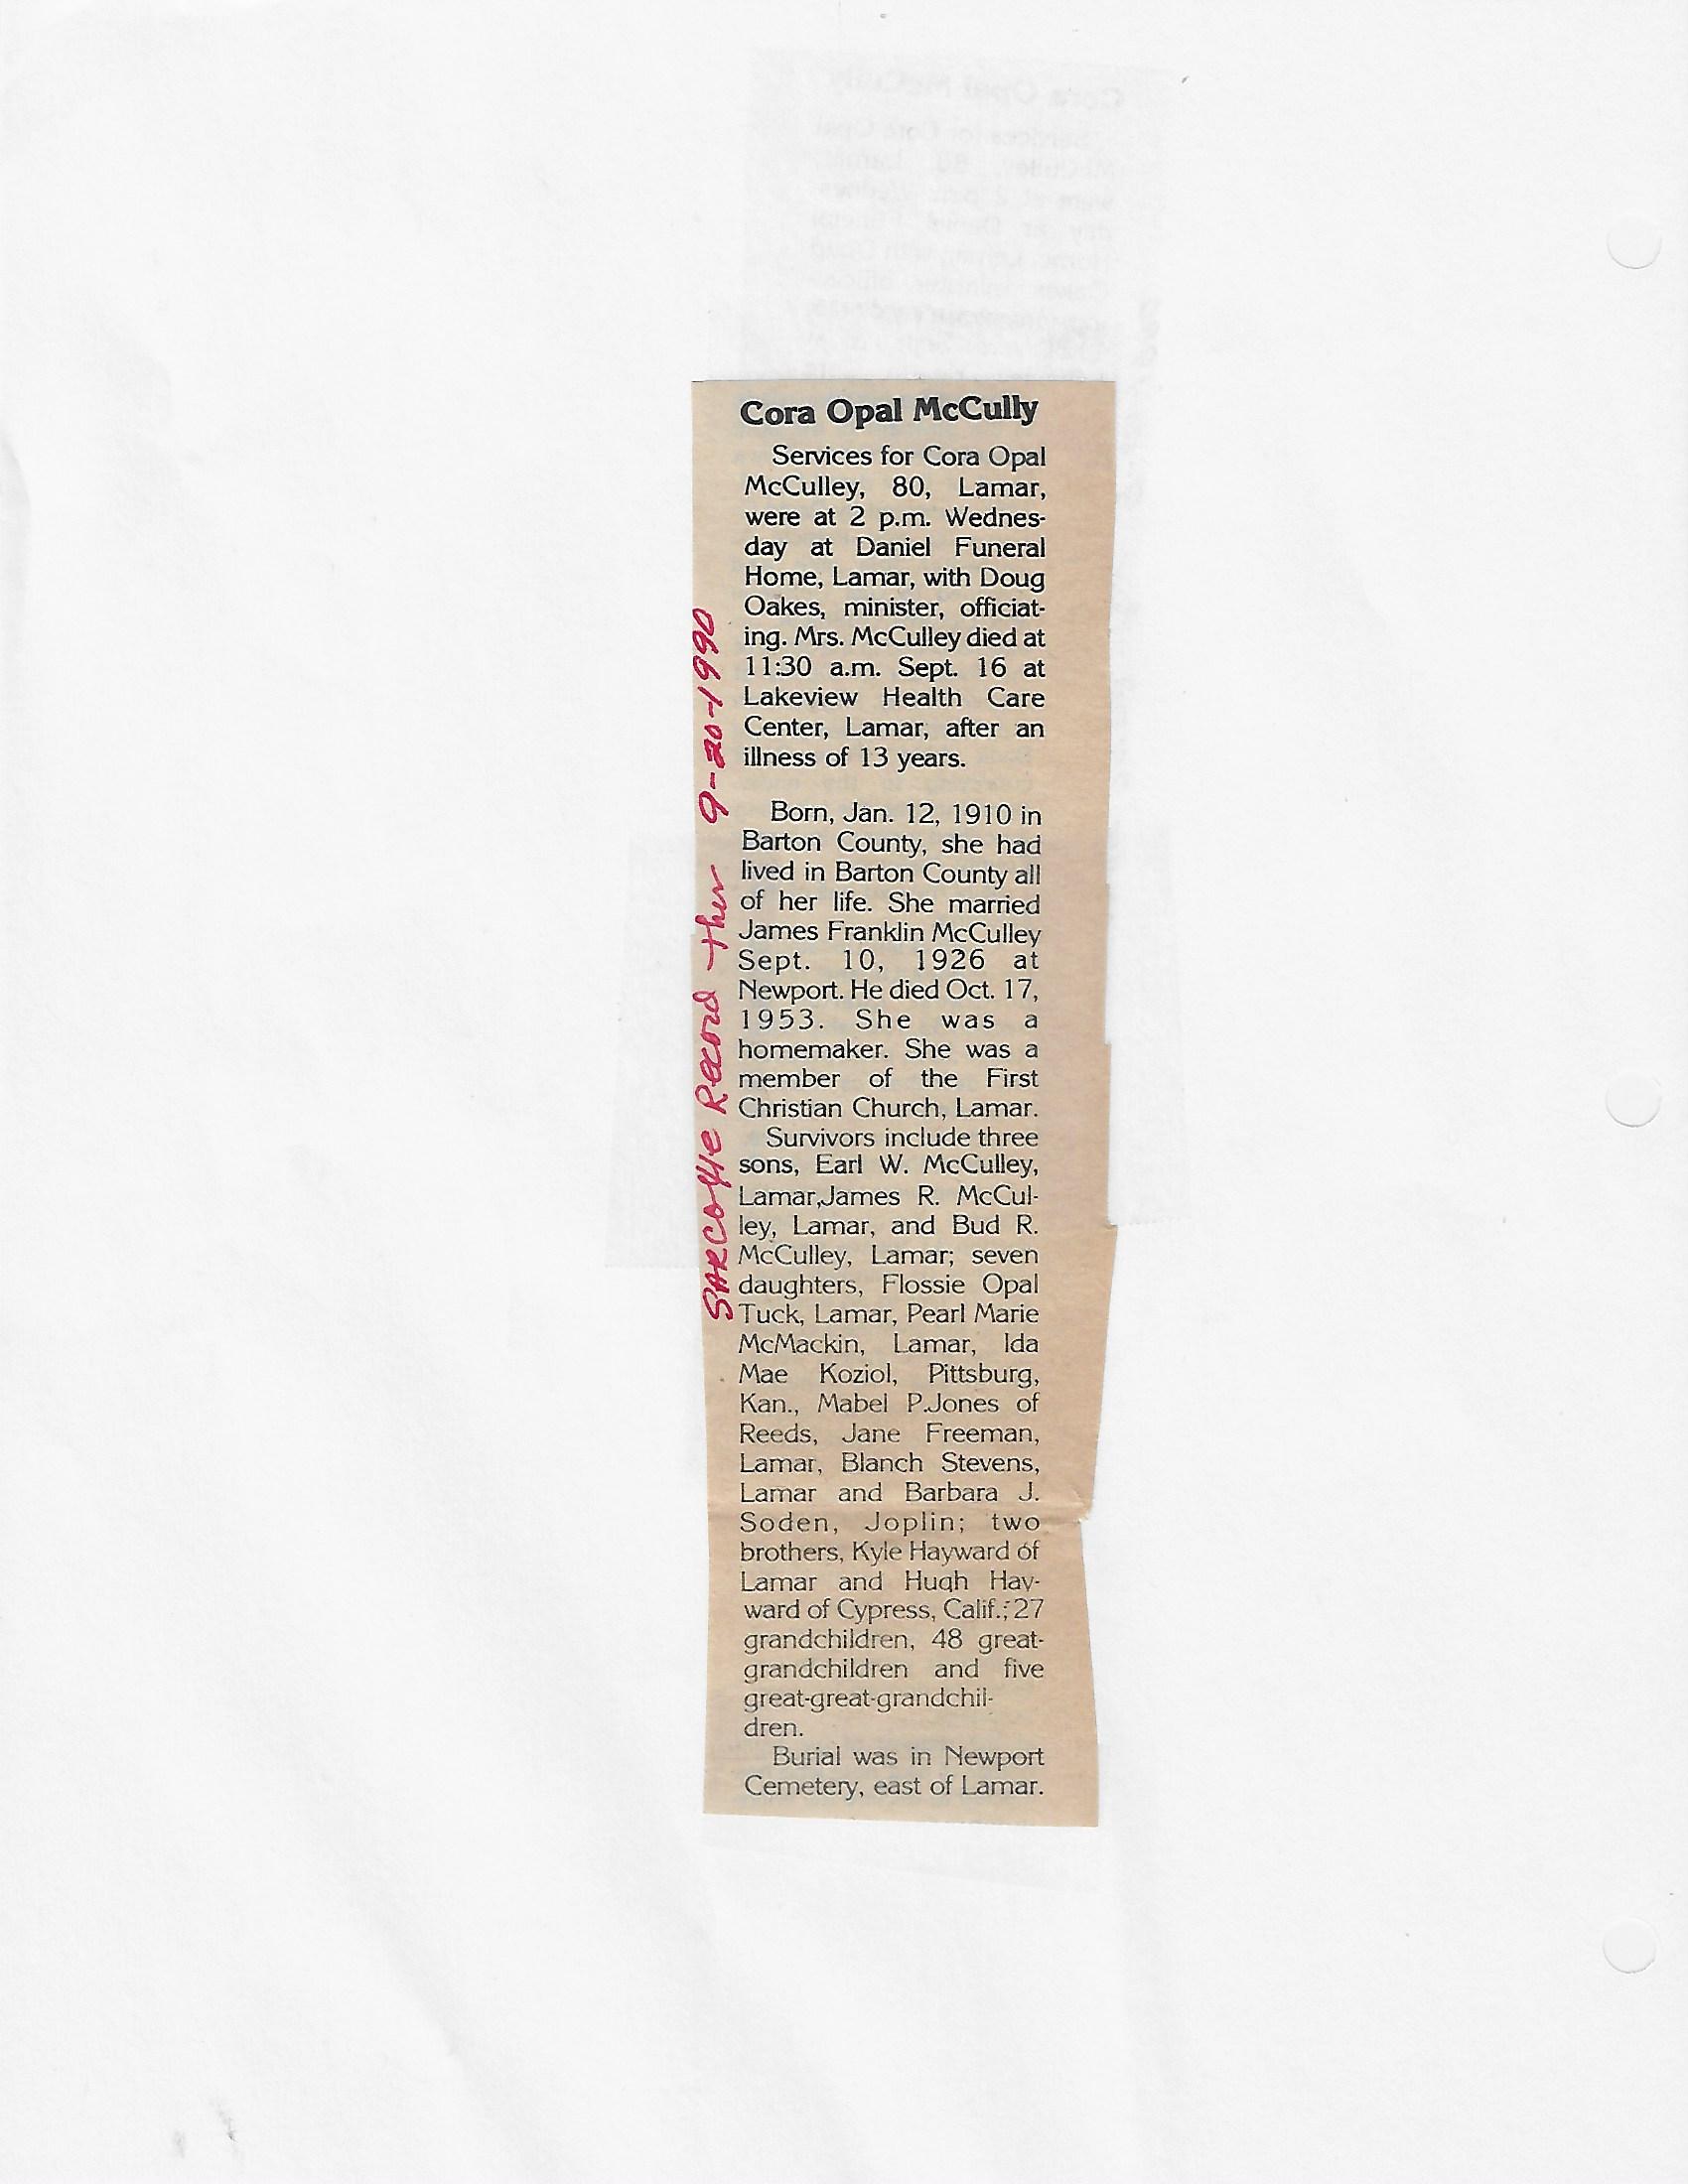 Cora Opal McCully
Services for Cora Opal
McCulley, 80, Lamar,
were at 2 p.m. Wednes-
day at Daniel Funeral
Home, Lamar, with Doug
Oakes, minister, officiat-
ing. Mrs. McCulley died at
11:30 a.m. Sept. 16 at
Lakeview Health Care
Center, Lamar, after an
illness of 13 years.
Born, Jan. 12, 1910 in
Barton County, she had
lived in Barton County all
of her life. She married
James Franklin McCulley
Sept. 10, 1926 at
Newport. He died Oct. 17,
1953. She was a
homemaker. She was a
member of the First
Christian Church, Lamar.
Survivors include three
sons, Earl W. McCulley,
Lamar,James R. McCul-
ley, Lamar, and Bud R.
McCulley, Lamar; seven
daughters, Flossie Opal
Tuck, Lamar, Pearl Marie
McMackin, Lamar, Ida
Mae Koziol, Pittsburg,
Kan., Mabel P.Jones of
Reeds, Jane Freeman,
Lamar, Blanch Stevens,
Lamar and Barbara J.
Soden, Joplin; two
brothers, Kyle Hayward of
Lamar and Hugh Hay-
ward of Cypress, Calif.; 27
grandchildren, 48 great-
grandchildren and five
great-great-grandchil-
dren.
Burial was in Newport
Cemetery, east of Lamar.
SARCOXIE Record Thur 9-20-1990